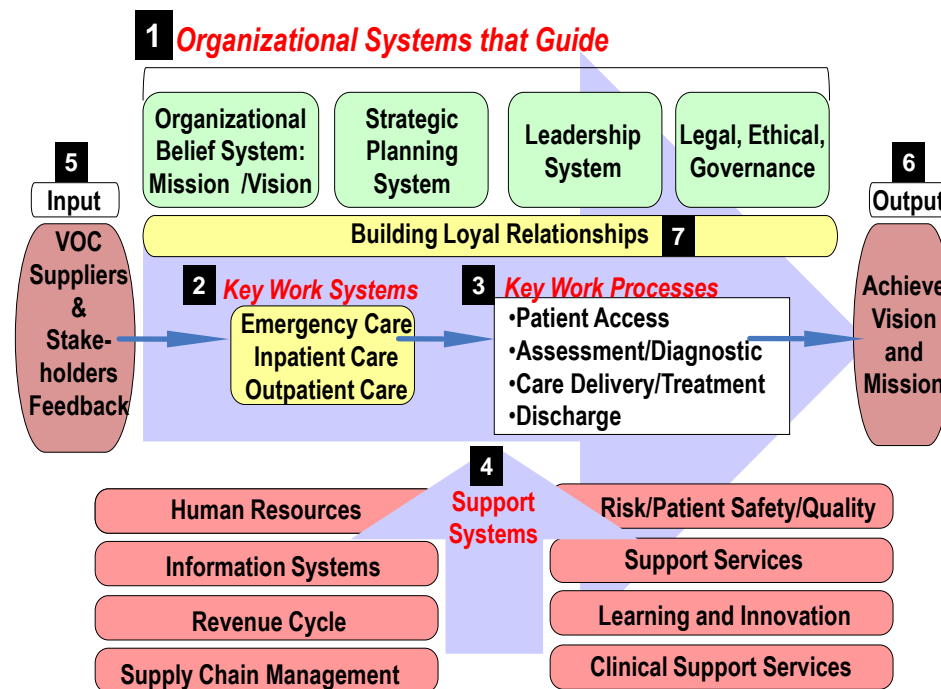 1 Organizational Systems that Guide
Organizational
Belief System:
Mission /Vision
Strategic
Planning
System
Leadership
System
Legal, Ethical,
Governance
5
Input
VOC
Suppliers
&
Stake-
holders
Feedback
6
Output
Achieve
Vision
and
Mission
Building Loyal Relationships 7
2 Key Work Systems
Emergency Care
Inpatient Care
Outpatient Care
3 Key Work Processes
•Patient Access
•Assessment/Diagnostic
•Care Delivery/Treatment
•Discharge
4
Support
Systems
Human Resources
Information Systems
Revenue Cycle
Supply Chain Management
Risk/Patient Safety/Quality
Support Services
Learning and Innovation
Clinical Support Services